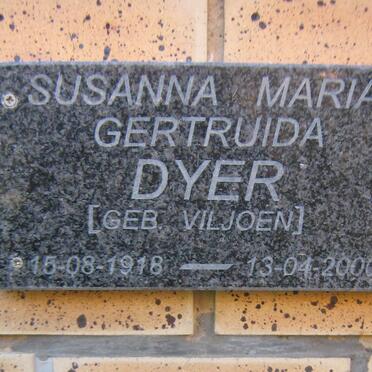 SUSANNA MARIA
GERTRUIDA
DYER
[GEB. VILJOEN]
15-08-1918 — 13-04-2000